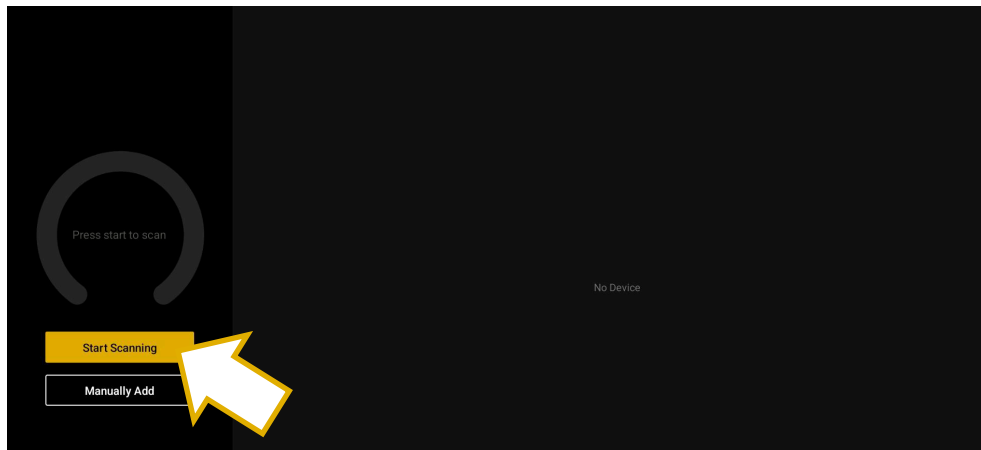 Press start to scan
No Device
Start Scanning
Manually Add